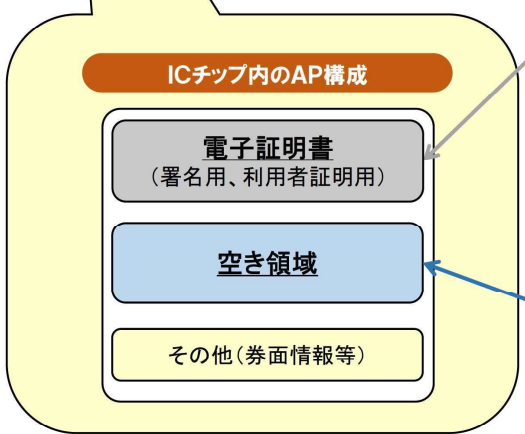 ICチップ内のAP構成
電子証明書
（署名用、利用者証明用）
空き領域
その他（券面情報等）